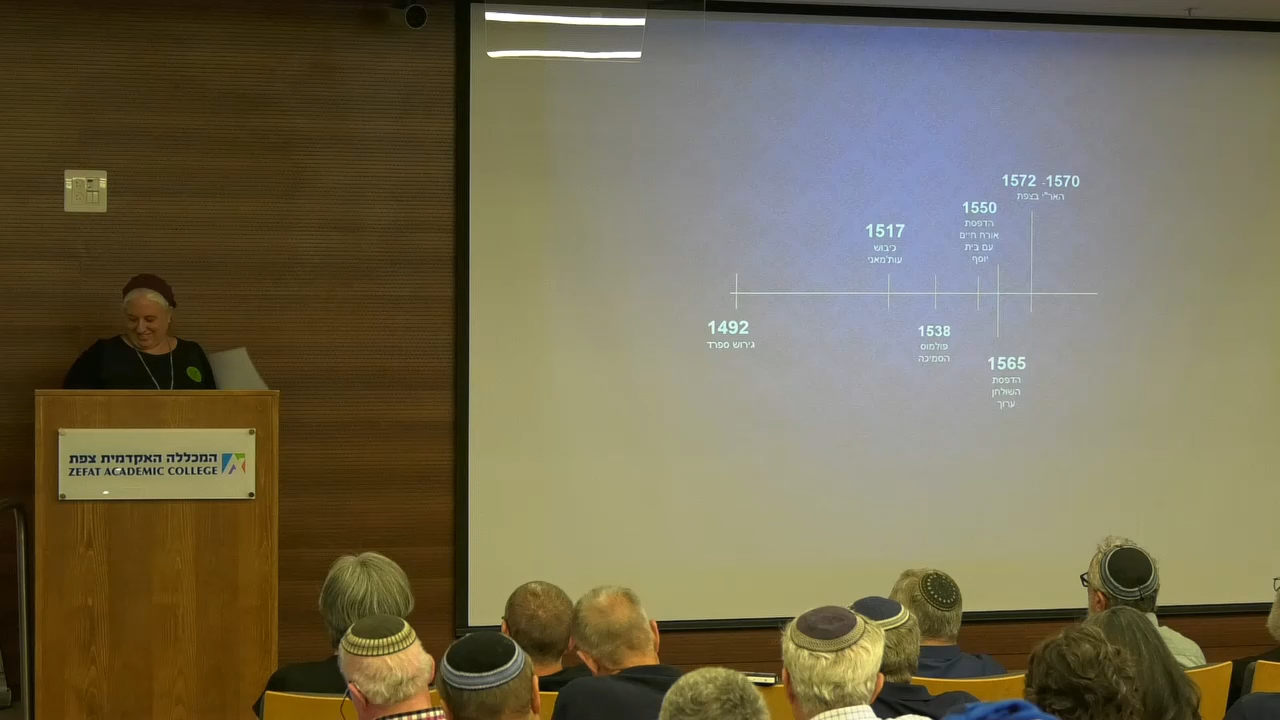 1572 -1570
האר"י בצפת
1550
הדפסת
אורח חיים
עם בית
יוסף
1517
כיבוש
עות'מאני
1492
גירוש ספרד
1538
פולמוס
הסמיכה
1565
הדפסת
השולחן
ערוך
המכללה האקדמית צפת
ZEFAT ACADEMIC COLLEGE